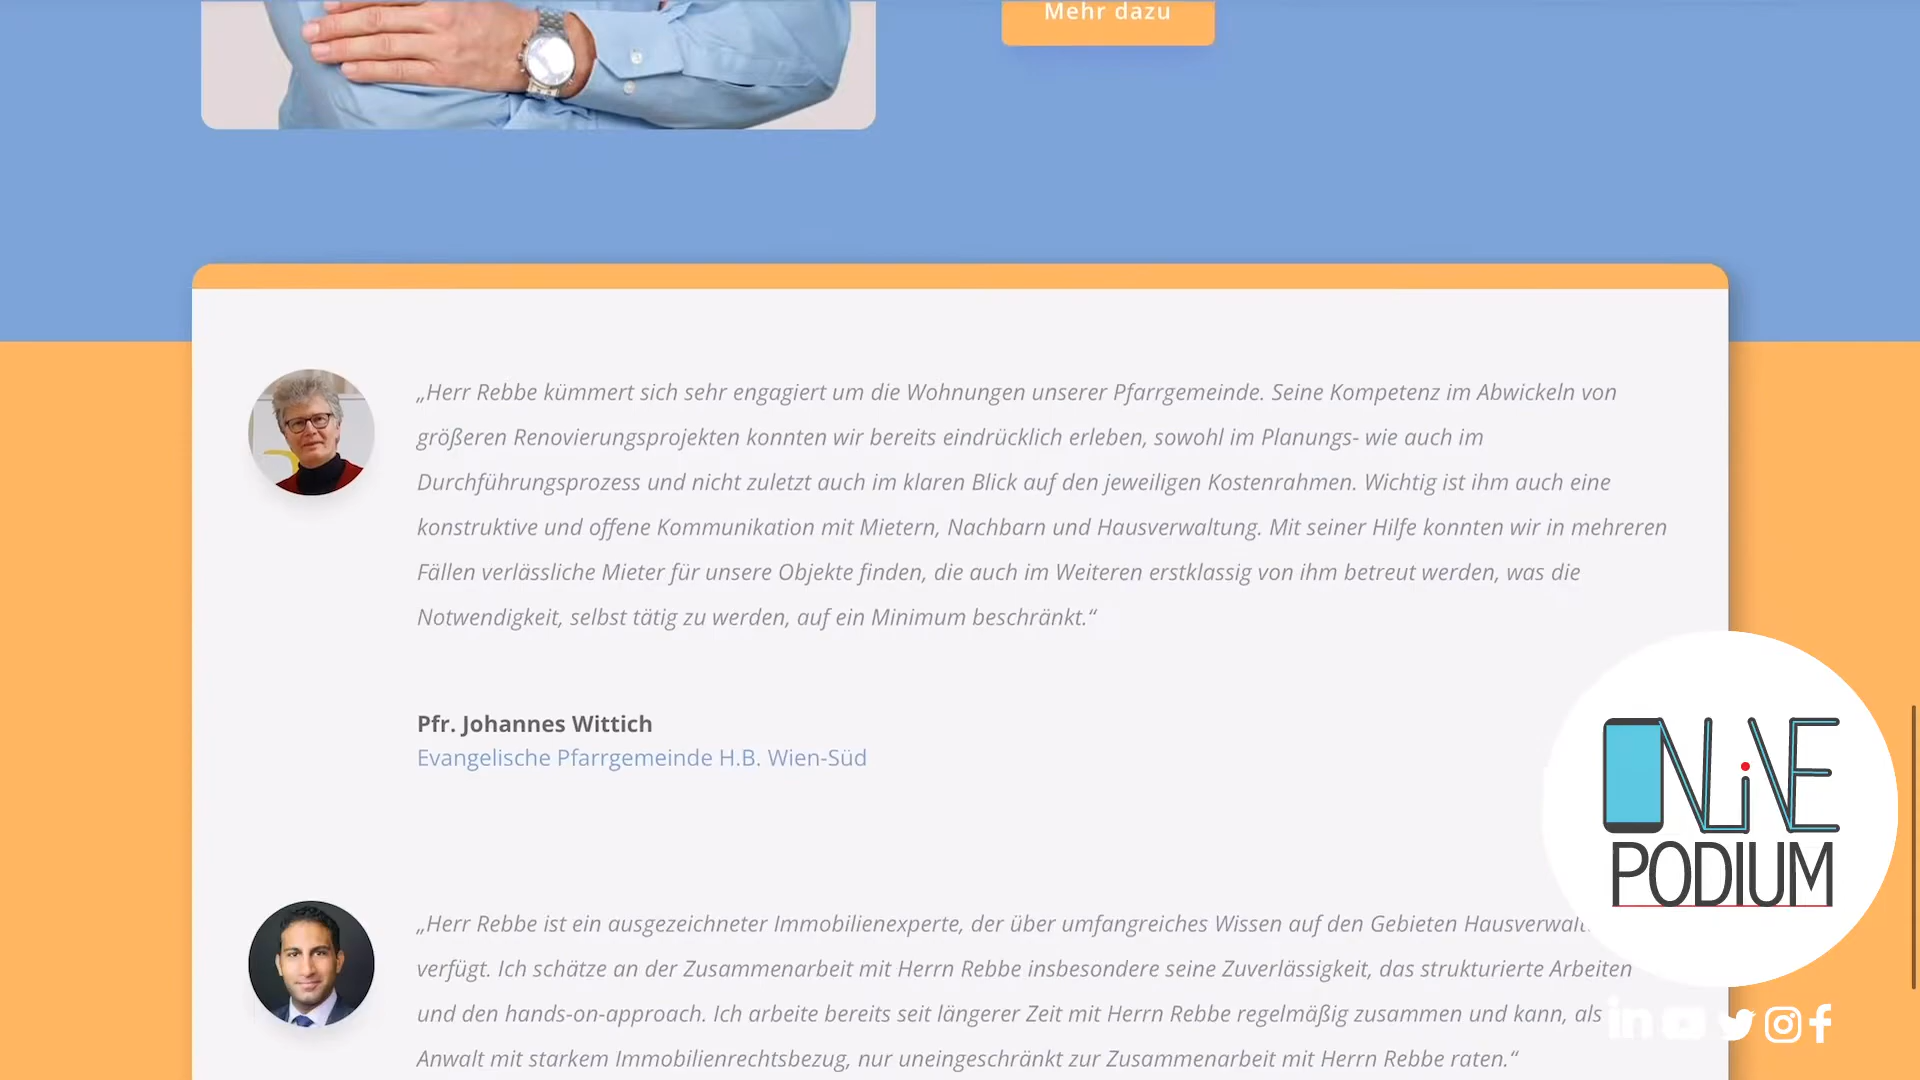 Mehr dazu
„Herr Rebbe kümmert sich sehr engagiert um die Wohnungen unserer Pfarrgemeinde. Seine Kompetenz im Abwickeln von
größeren Renovierungsprojekten konnten wir bereits eindrücklich erleben, sowohl im Planungs- wie auch im
Durchführungsprozess und nicht zuletzt auch im klaren Blick auf den jeweiligen Kostenrahmen. Wichtig ist ihm auch eine
konstruktive und offene Kommunikation mit Mietern, Nachbarn und Hausverwaltung. Mit seiner Hilfe konnten wir in mehreren
Fällen verlässliche Mieter für unsere Objekte finden, die auch im Weiteren erstklassig von ihm betreut werden, was die
Notwendigkeit, selbst tätig zu werden, auf ein Minimum beschränkt.“
Pfr. Johannes Wittich
Evangelische Pfarrgemeinde H.B. Wien-Süd
ONLiVE
PODIUM
„Herr Rebbe ist ein ausgezeichneter Immobilienexperte, der über umfangreiches Wissen auf den Gebieten
verfügt. Ich schätze an der Zusammenarbeit mit Herrn Rebbe insbesondere seine Zuverlässigkeit, das strukturierte Arbeiten
und den hands-on-approach. Ich arbeite bereits seit längerer Zeit mit Herrn Rebbe regelmäßig zusammen und kann, als
Anwalt mit starkem Immobilienrechtsbezug, nur uneingeschränkt zur Zusammenarbeit mit Herrn Rebbe raten.“